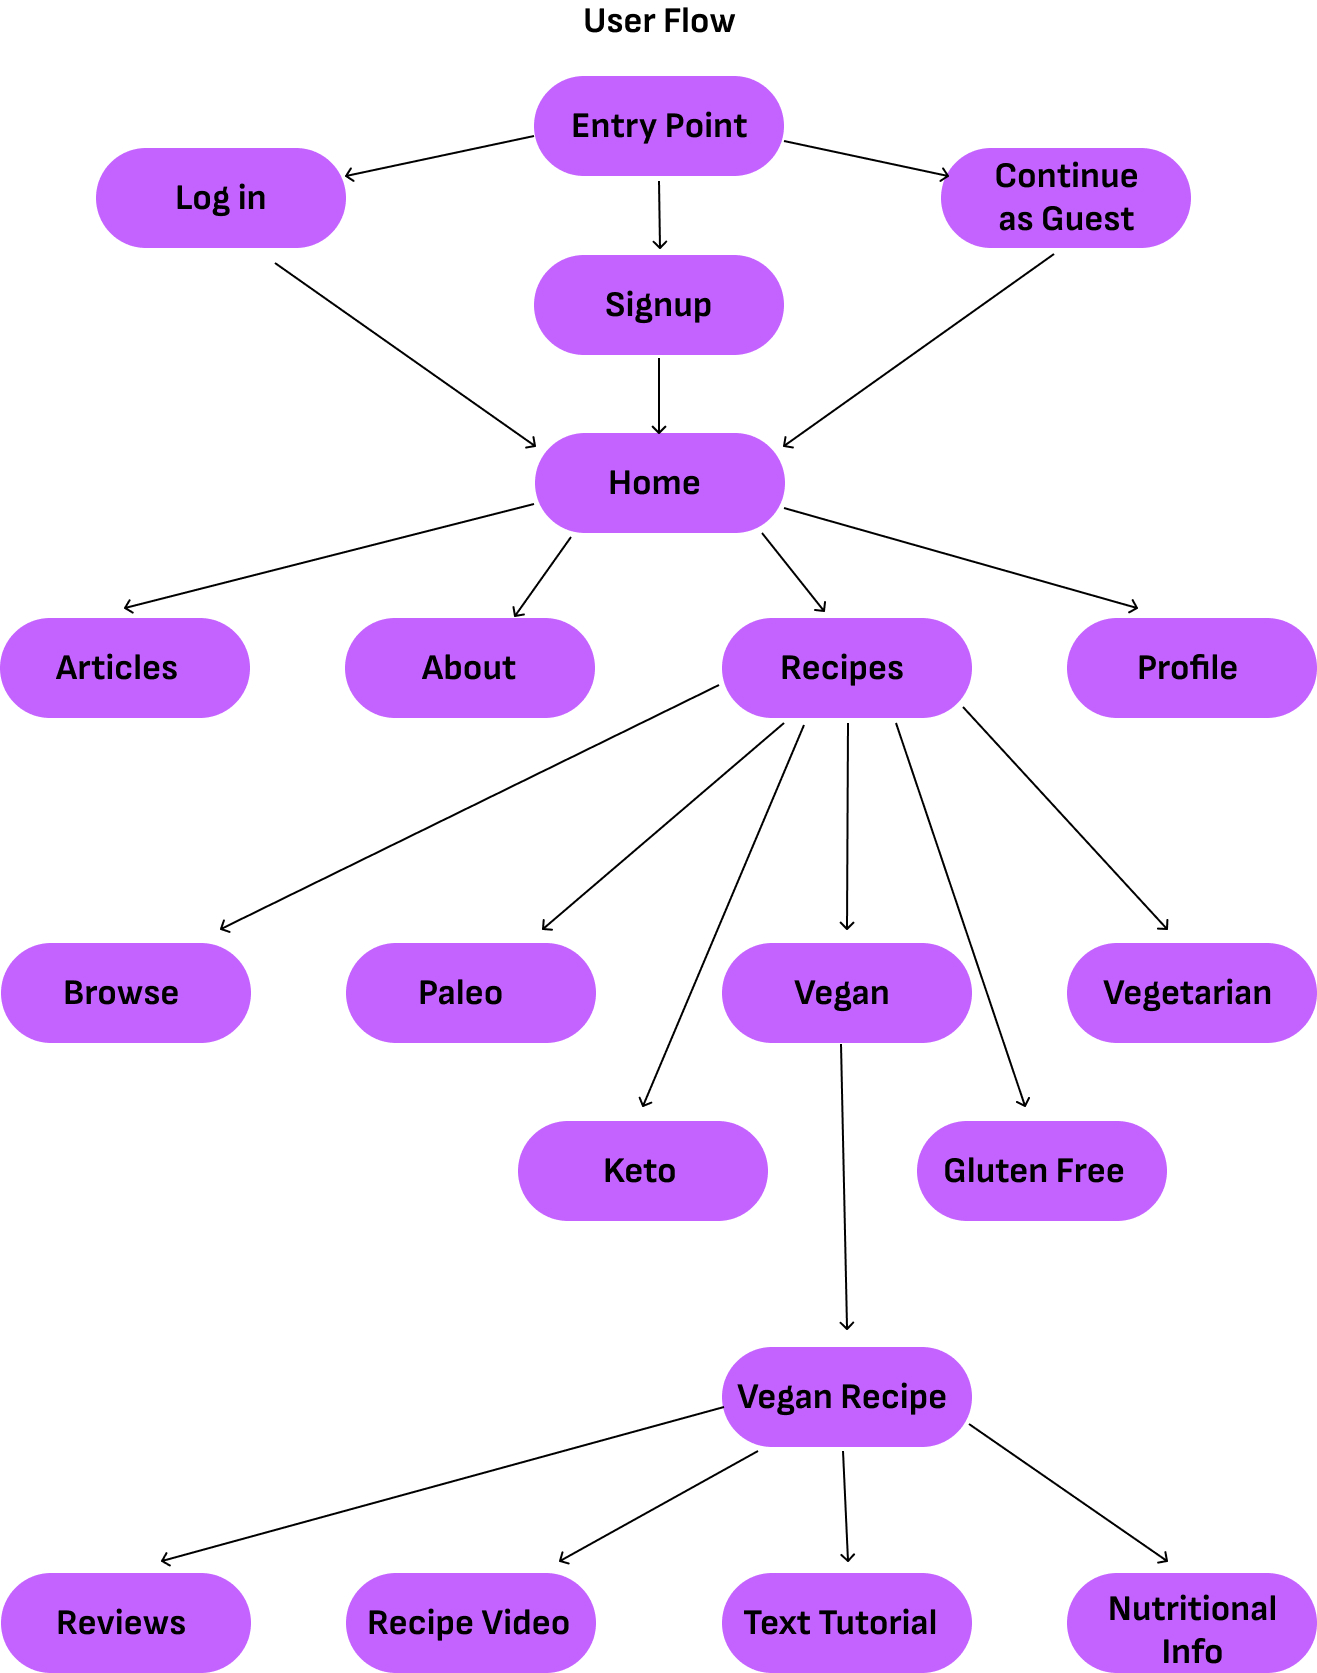 User Flow
Entry Point
Log in
Continue
as Guest
Signup
Home
Articles
About
Recipes
Profile
Browse
Paleo
Vegan
Vegetarian
Keto
Gluten Free
Vegan Recipe
Reviews
Recipe Video
Text Tutorial
Nutritional
Info